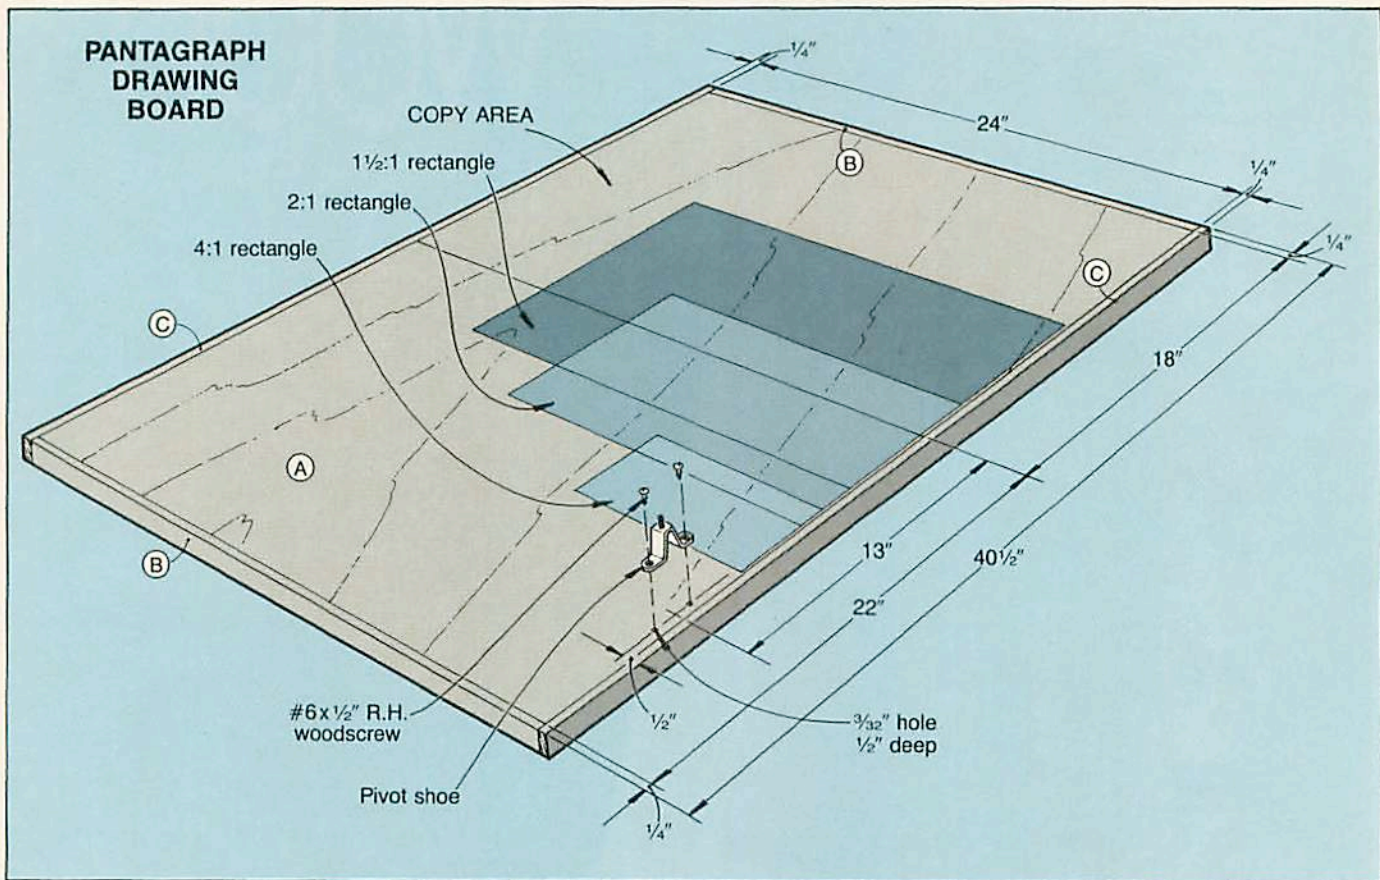 PANTAGRAPH
DRAWING
BOARD
COPY AREA
1½:1 rectangle
2:1 rectangle
4:1 rectangle
¼"
24"
¼"
¼"
B
C
C
A
B
18"
13"
40½"
22"
#6 x ½" R.H.
woodscrew
Pivot shoe
½"
3/32" hole
½" deep
¼"